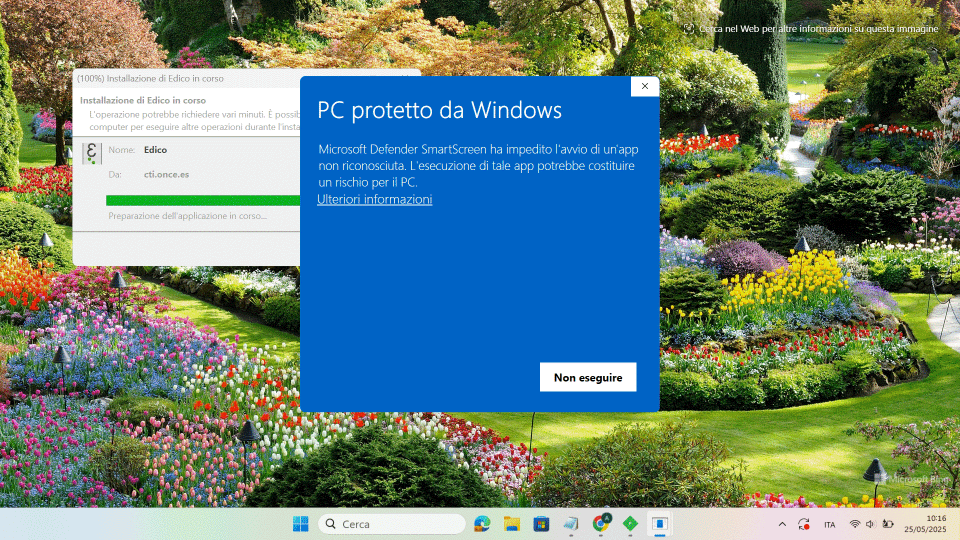 Cerca nel Web per altre informazioni su questa immagine
(100%) Installazione di Edico in corso
Installazione di Edico in corso
L'operazione potrebbe richiedere vari minuti. È possib
computer per eseguire altre operazioni durante l'insta
Nome: Edico
Da: cti.once.es
Preparazione dell'applicazione in corso...
PC protetto da Windows
Microsoft Defender SmartScreen ha impedito l'avvio di un'app
non riconosciuta. L'esecuzione di tale app potrebbe costituire
un rischio per il PC.
Ulteriori informazioni
Non eseguire
Microsoft Bing
Cerca
A
ITA
10:16
25/05/2025